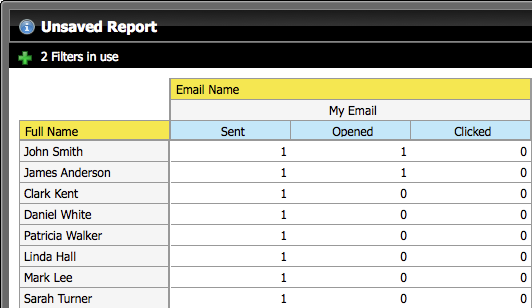 Unsaved Report
2 Filters in use
Email Name
My Email
Full Name Sent Opened Clicked
John Smith 1 1 0
James Anderson 1 1 0
Clark Kent 1 0 0
Daniel White 1 0 0
Patricia Walker 1 0 0
Linda Hall 1 0 0
Mark Lee 1 0 0
Sarah Turner 1 0 0